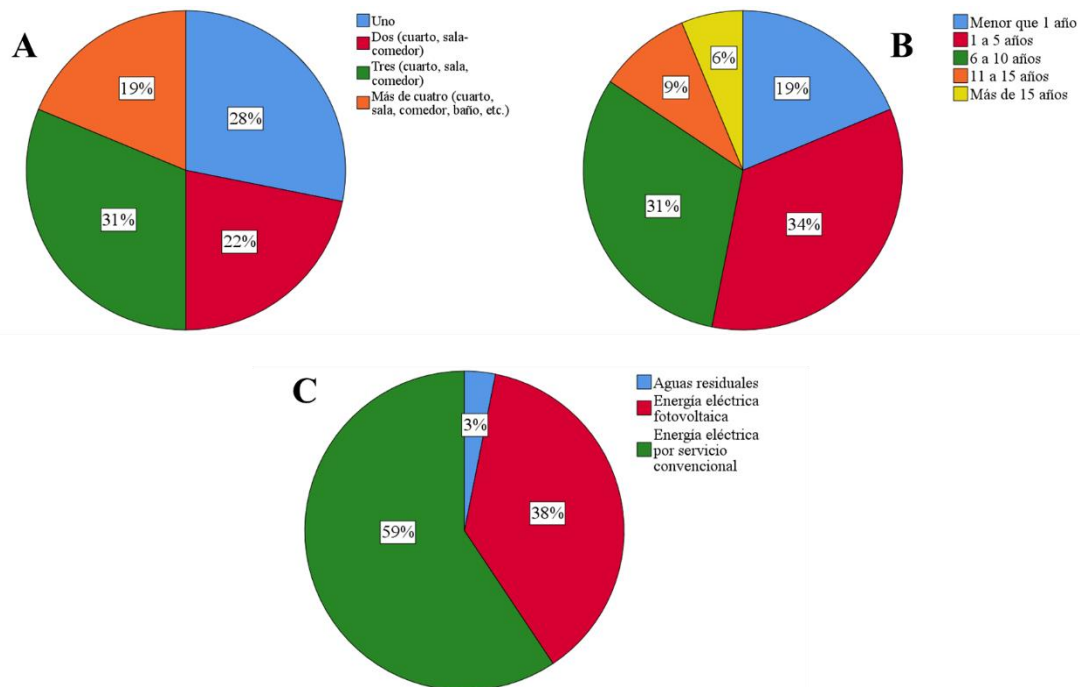 A
Uno
Dos (cuarto, sala-
comedor)
Tres (cuarto, sala,
comedor)
Más de cuatro (cuarto,
sala, comedor, baño, etc.)
19%
28%
31%
22%
B
Menor que 1 año
1 a 5 años
6 a 10 años
11 a 15 años
Más de 15 años
6%
9%
19%
31%
34%
C
Aguas residuales
Energía eléctrica
fotovoltaica
Energía eléctrica
por servicio
convencional
3%
38%
59%